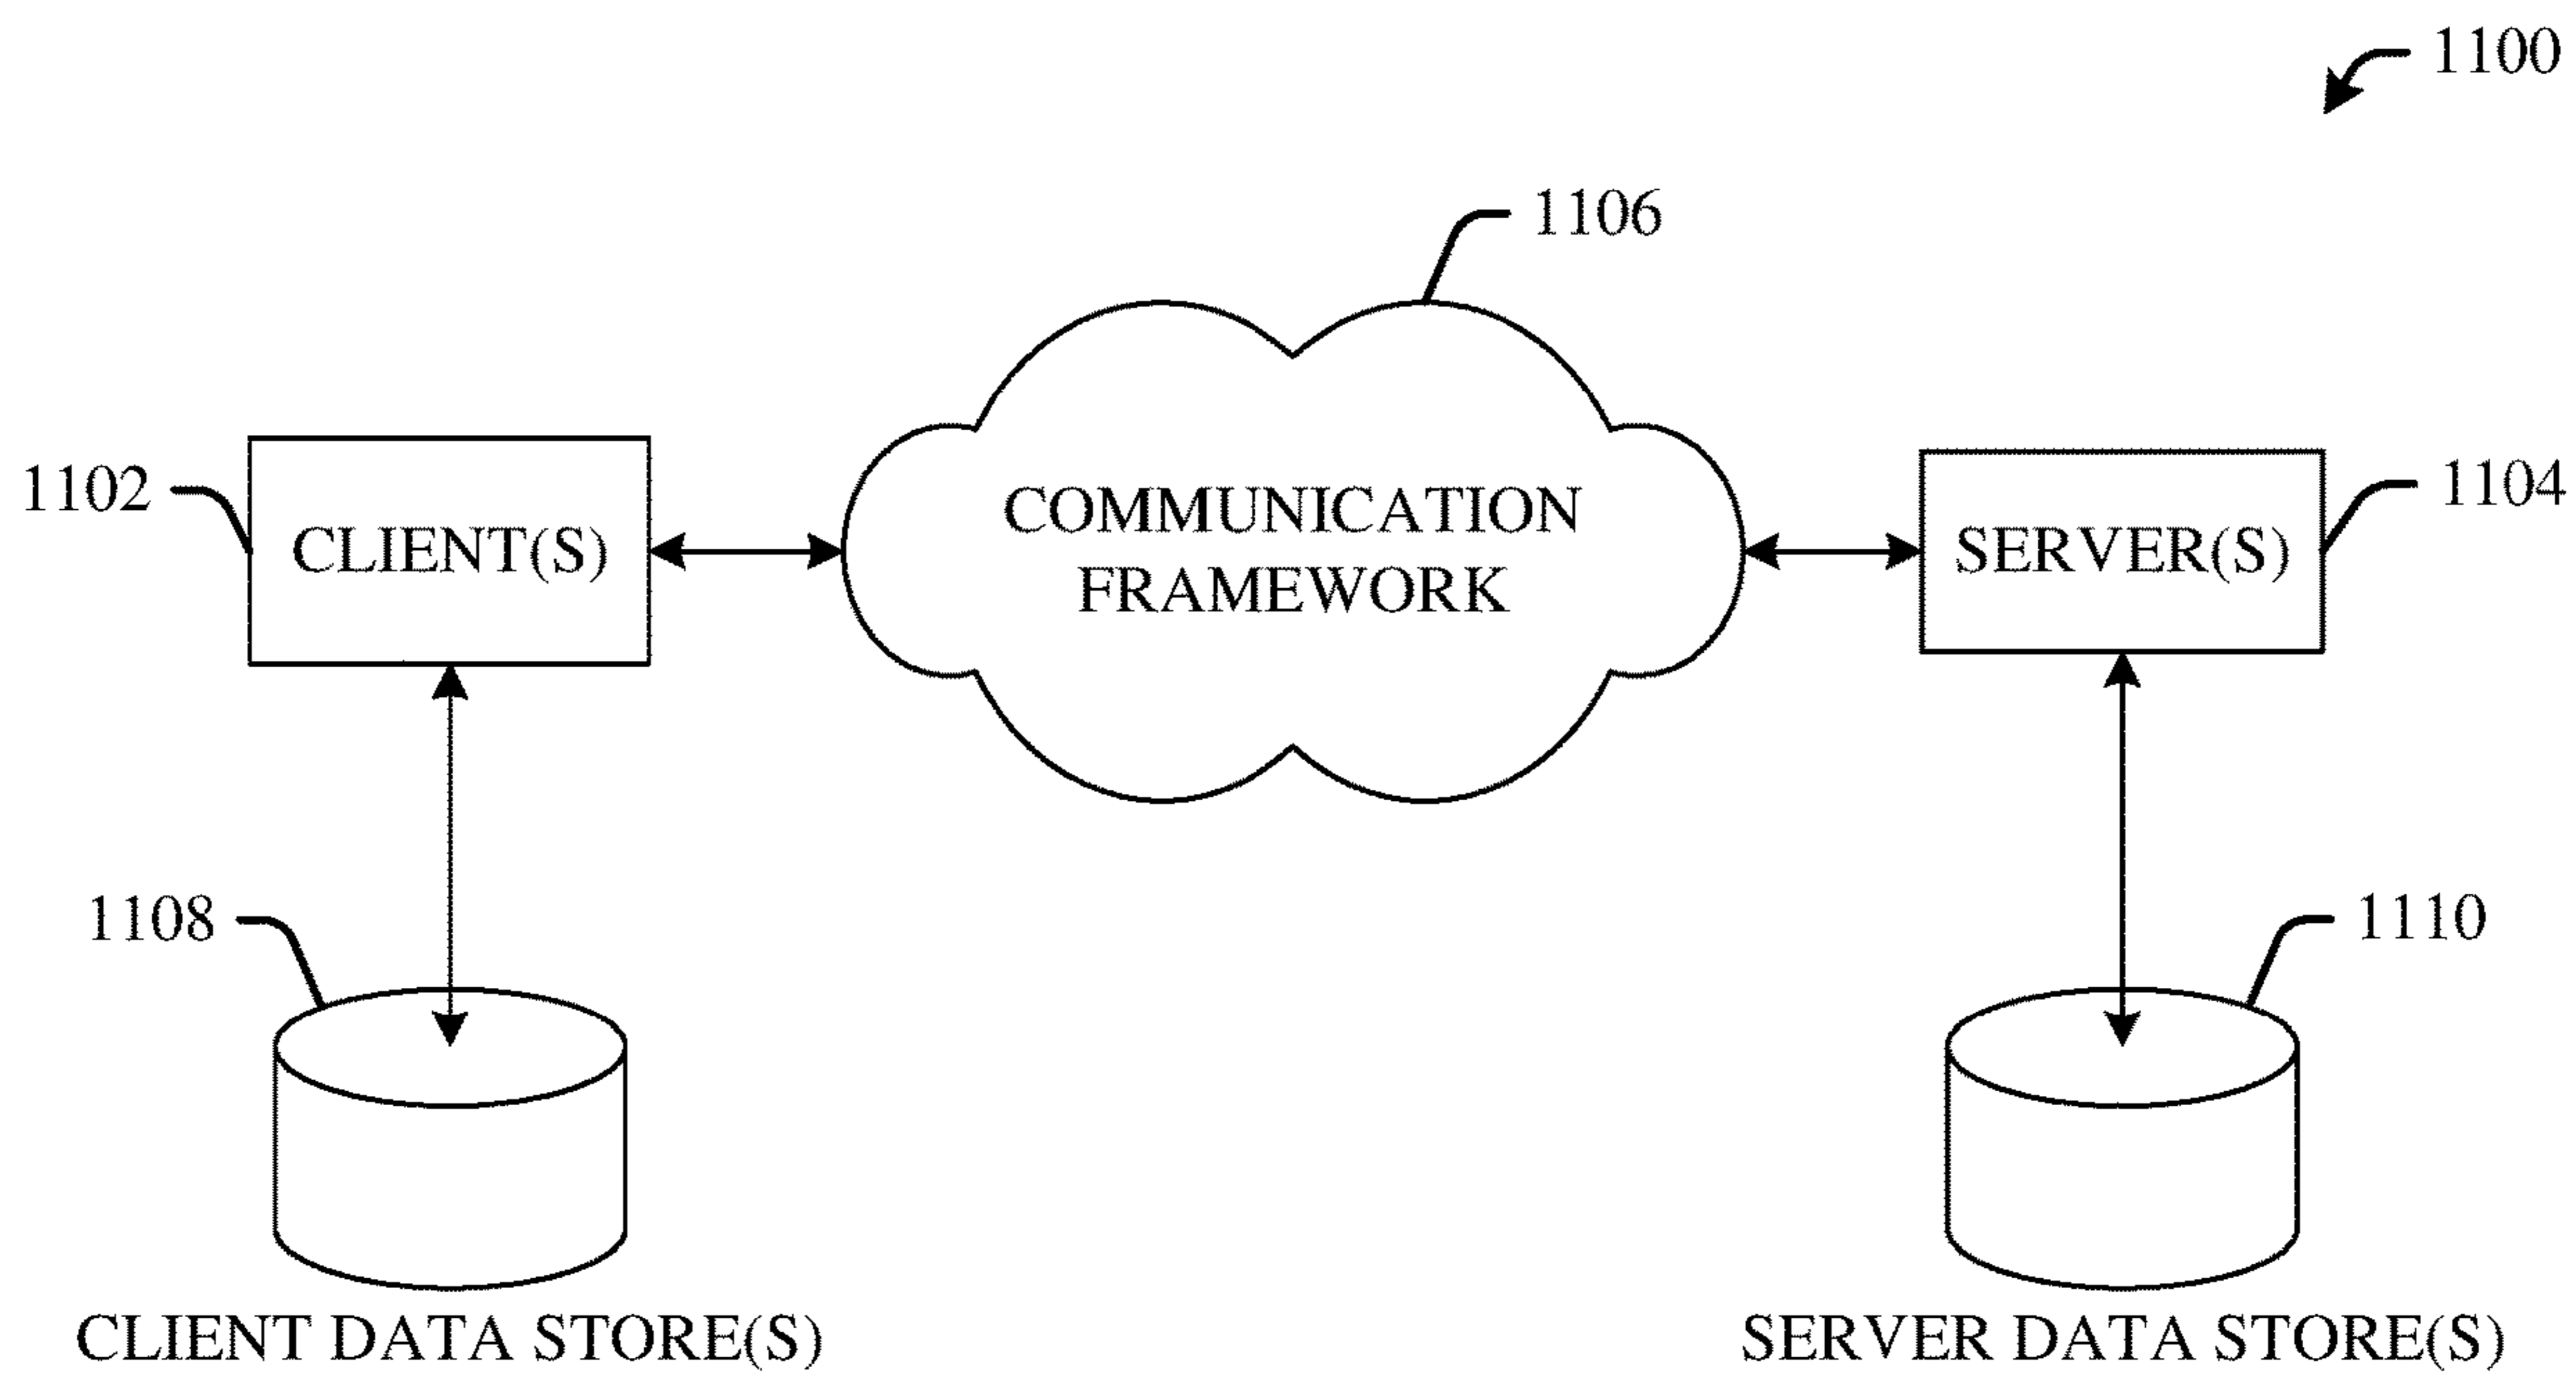 1100
1106
1102
CLIENT(S)
COMMUNICATION
FRAMEWORK
SERVER(S)
1104
1108
1110
CLIENT DATA STORE(S)
SERVER DATA STORE(S)